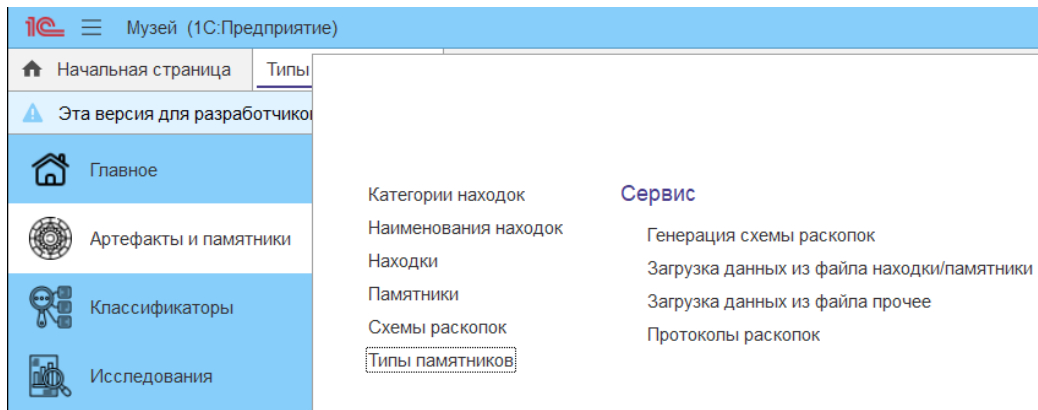 1С Музей (1С:Предприятие)
Начальная страница Типы
Эта версия для разработчиков
Главное
Артефакты и памятники
Классификаторы
Исследования
Категории находок
Наименования находок
Находки
Памятники
Схемы раскопок
Типы памятников
Сервис
Генерация схемы раскопок
Загрузка данных из файла находки/памятники
Загрузка данных из файла прочее
Протоколы раскопок